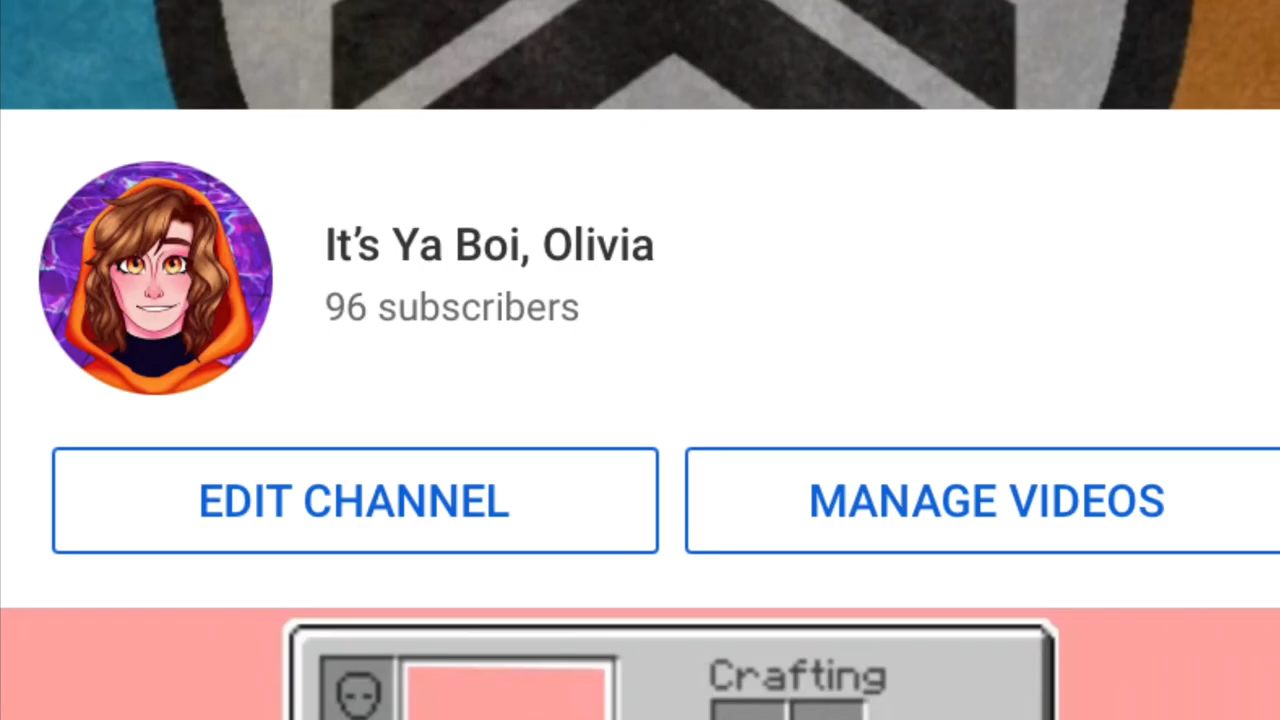 It’s Ya Boi, Olivia
96 subscribers
EDIT CHANNEL
MANAGE VIDEOS
Crafting